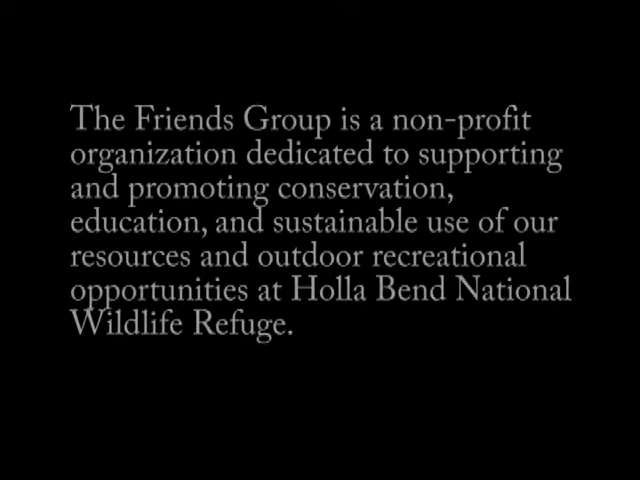 The Friends Group is a non-profit
organization dedicated to supporting
and promoting conservation,
education, and sustainable use of our
resources and outdoor recreational
opportunities at Holla Bend National
Wildlife Refuge.